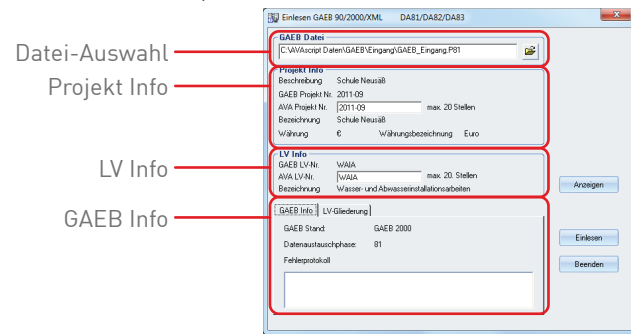 Einlesen GAEB 90/2000/XML DA81/DA82/DA83
Datei-Auswahl
GAEB Datei
C:\AVAscript Daten\GAEB\Eingang\GAEB_Eingang.P81
Projekt Info
Projekt Info
Beschreibung Schule Neusäß
GAEB Projekt Nr. 2011-09
AVA Projekt Nr. 2011-09 max. 20 Stellen
Bezeichnung Schule Neusäß
Währung € Währungsbezeichnung Euro
LV Info
LV Info
GAEB LV-Nr. WAIA
AVA LV-Nr. WAIA max. 20. Stellen
Bezeichnung Wasser- und Abwasserinstallationsarbeiten
Anzeigen
GAEB Info
GAEB Info LV-Gliederung
GAEB Stand: GAEB 2000
Datenaustauschphase: 81
Fehlerprotokoll
Einlesen
Beenden